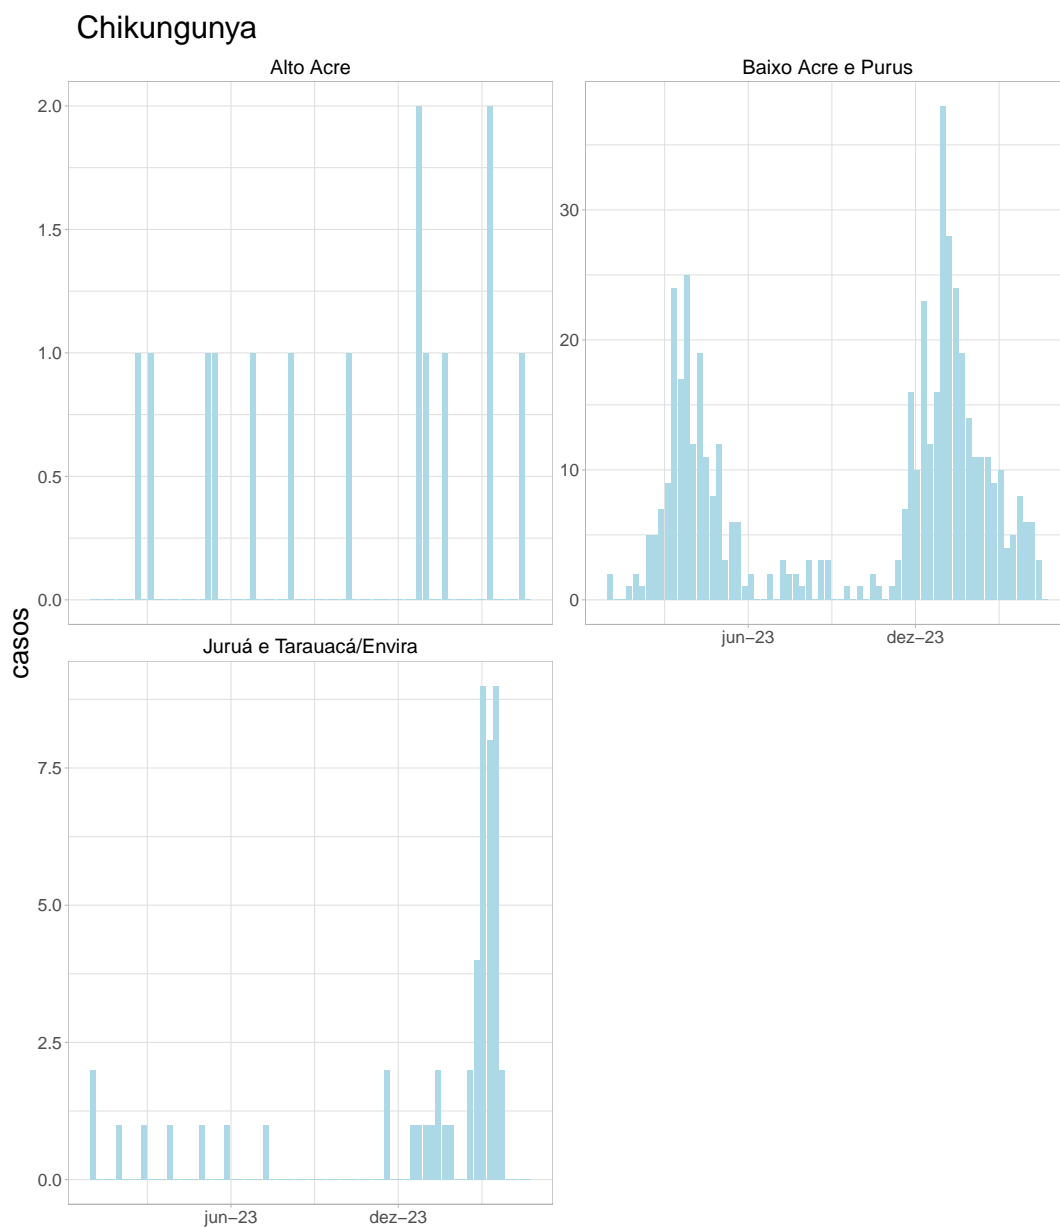 Chikungunya
Alto Acre
Baixo Acre e Purus
2.0
1.5
1.0
0.5
0.0
30
20
10
0
jun−23
dez−23
casos
Juruá e Tarauacá/Envira
7.5
5.0
2.5
0.0
jun−23
dez−23